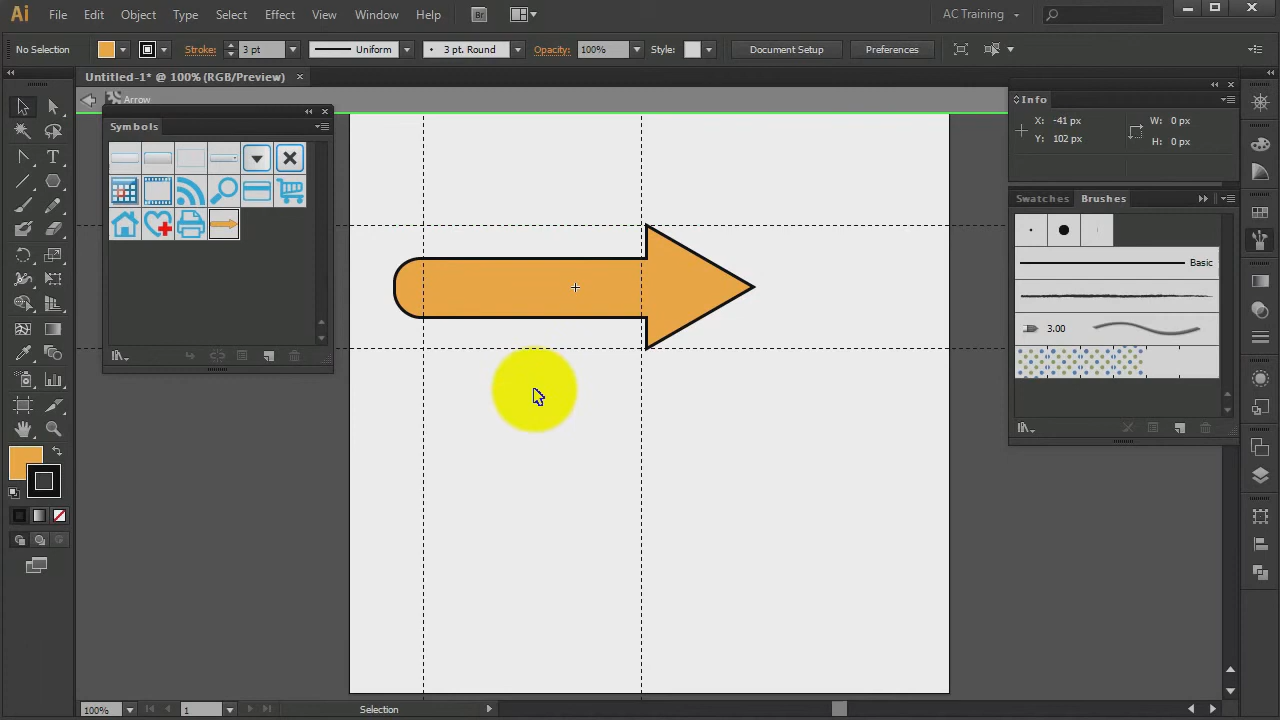 Ai File Edit Object Type Select Effect View Window Help Br AC Training
No Selection Stroke: 3 pt Uniform 3 pt. Round Opacity: 100% Style: Document Setup Preferences
Untitled-1* @ 100% (RGB/Preview)
Arrow
Symbols
Info
X: -41 px W: 0 px
Y: 102 px H: 0 px
Swatches Brushes
Basic
3.00
T
100% 1 Selection